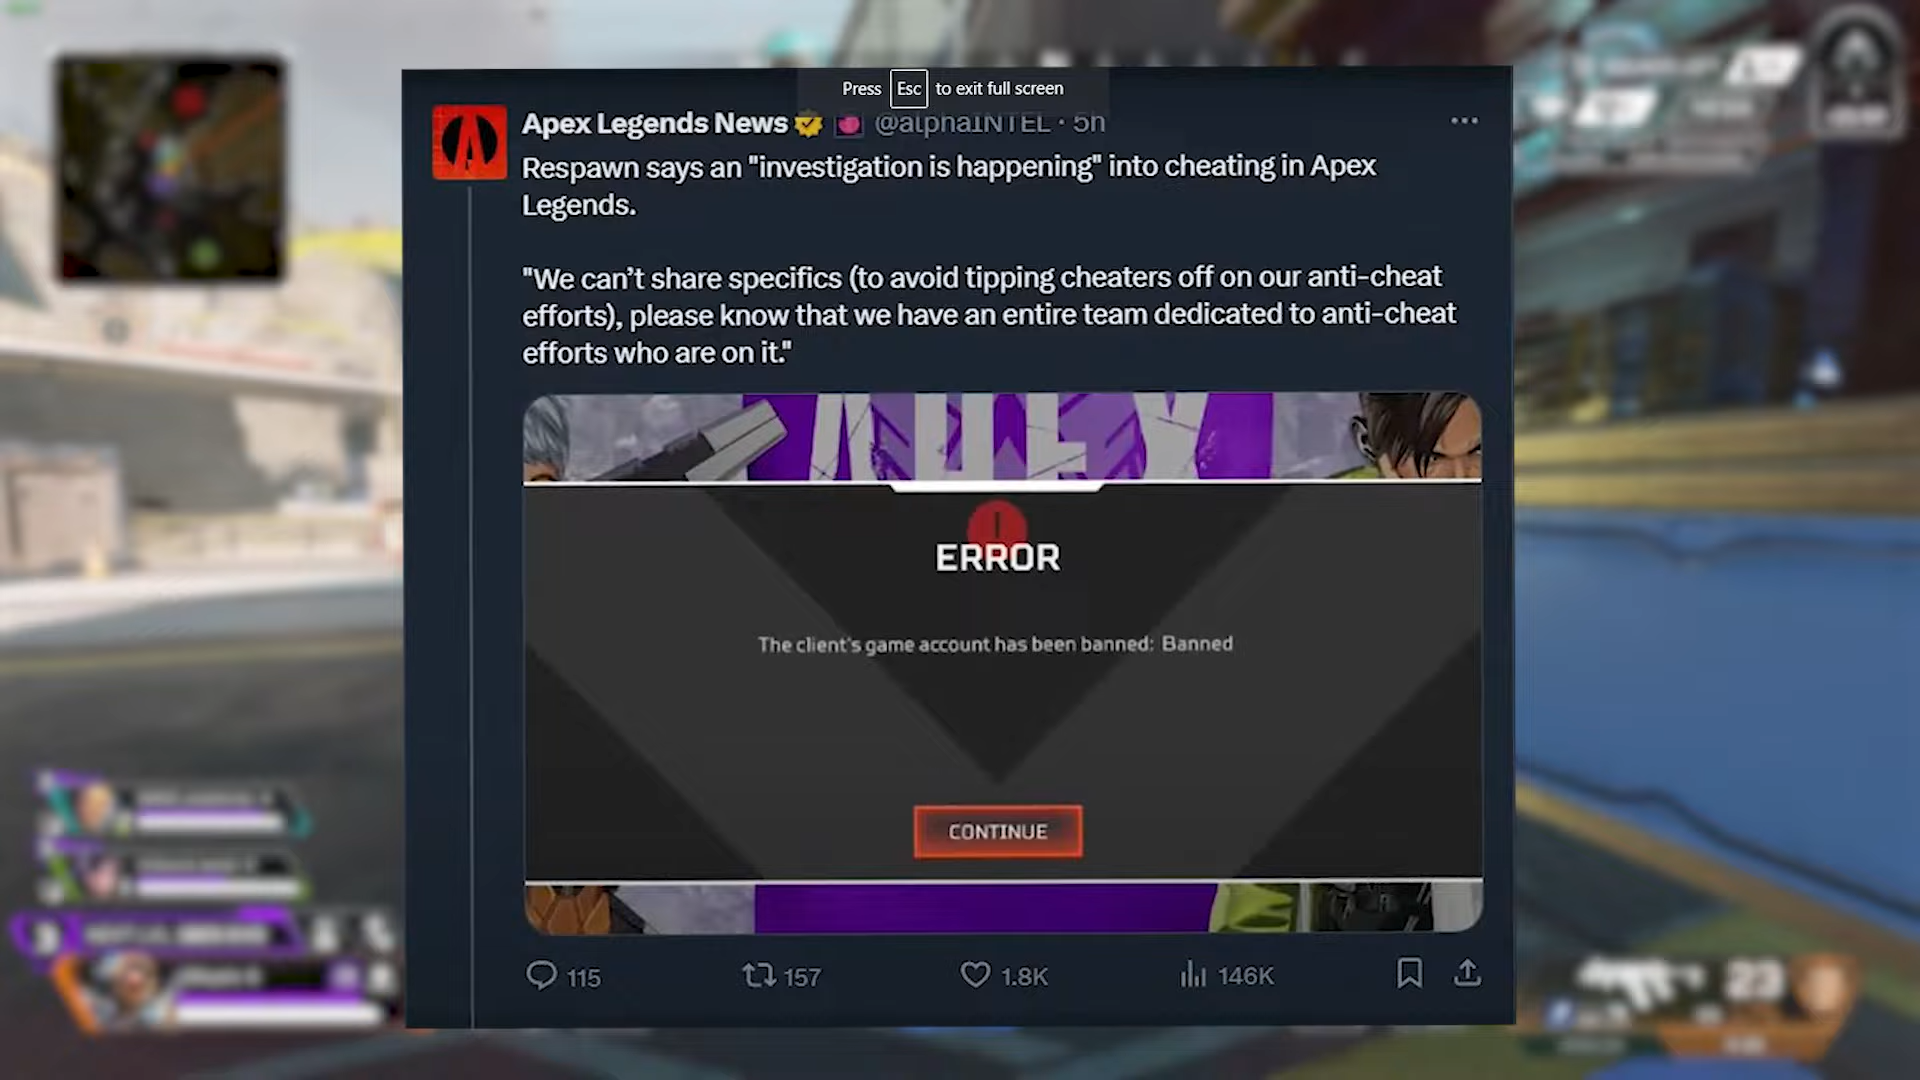 Press Esc to exit full screen
Apex Legends News @alphaINTEL · 5h
Respawn says an "investigation is happening" into cheating in Apex
Legends.
"We can’t share specifics (to avoid tipping cheaters off on our anti-cheat
efforts), please know that we have an entire team dedicated to anti-cheat
efforts who are on it."
ERROR
The client's game account has been banned: Banned
CONTINUE
115 157 1.8K 146K
23